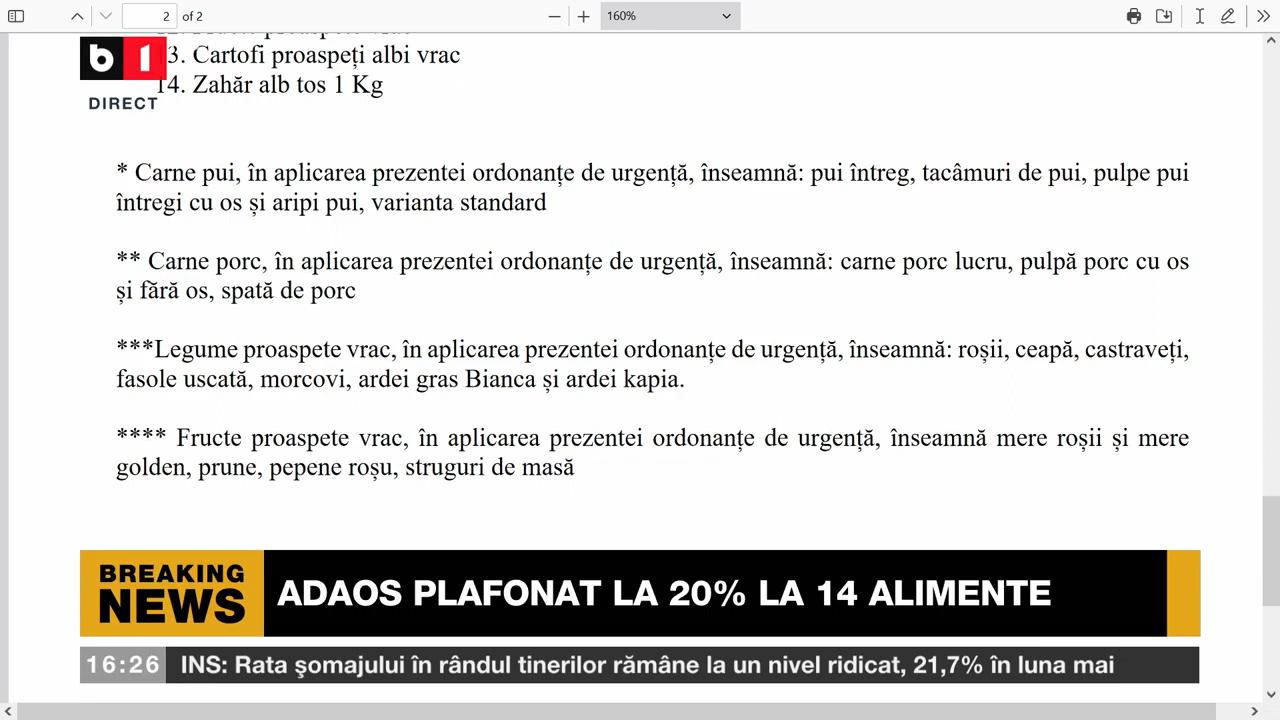 2 of 2
160%
13. Cartofi proaspeți albi vrac
14. Zahăr alb tos 1 Kg
b 1
DIRECT
* Carne pui, în aplicarea prezentei ordonanțe de urgență, înseamnă: pui întreg, tacâmuri de pui, pulpe pui
întregi cu os și aripi pui, varianta standard
** Carne porc, în aplicarea prezentei ordonanțe de urgență, înseamnă: carne porc lucru, pulpă porc cu os
și fără os, spată de porc
***Legume proaspete vrac, în aplicarea prezentei ordonanțe de urgență, înseamnă: roșii, ceapă, castraveți,
fasole uscată, morcovi, ardei gras Bianca și ardei kapia.
**** Fructe proaspete vrac, în aplicarea prezentei ordonanțe de urgență, înseamnă mere roșii și mere
golden, prune, pepene roșu, struguri de masă
BREAKING
NEWS
ADAOS PLAFONAT LA 20% LA 14 ALIMENTE
16:26 INS: Rata şomajului în rândul tinerilor rămâne la un nivel ridicat, 21,7% în luna mai